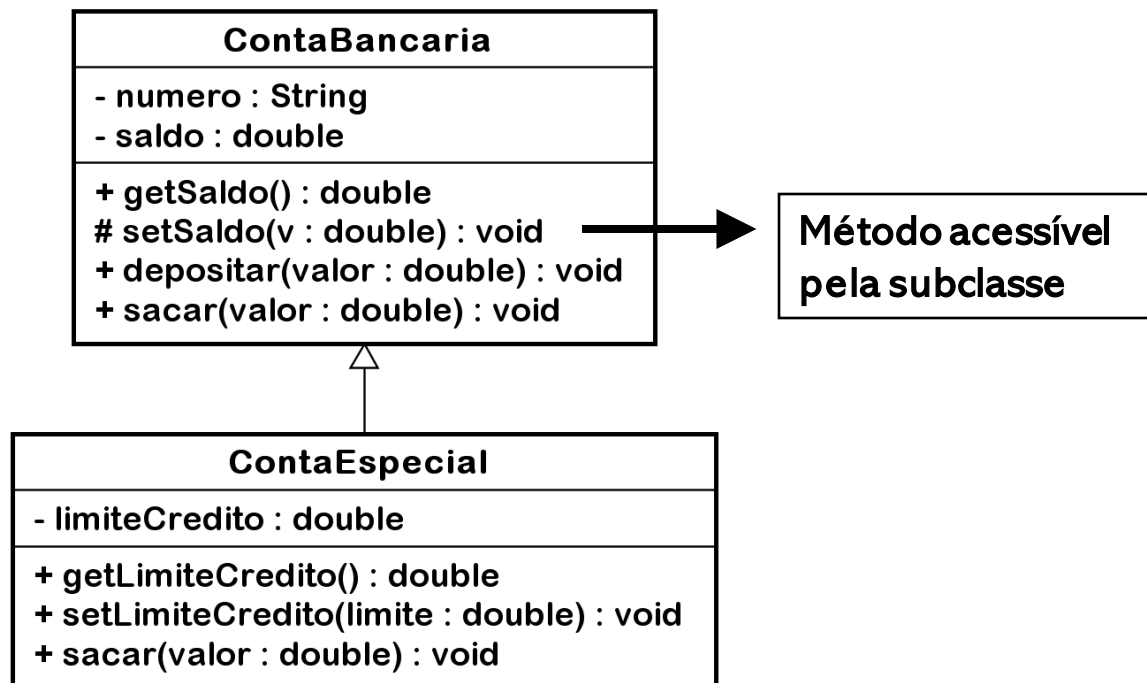 ContaBancaria
- numero : String
- saldo : double
+ getSaldo() : double
# setSaldo(v : double) : void
+ depositar(valor : double) : void
+ sacar(valor : double) : void
Método acessível
pela subclasse
ContaEspecial
- limiteCredito : double
+ getLimiteCredito() : double
+ setLimiteCredito(limite : double) : void
+ sacar(valor : double) : void